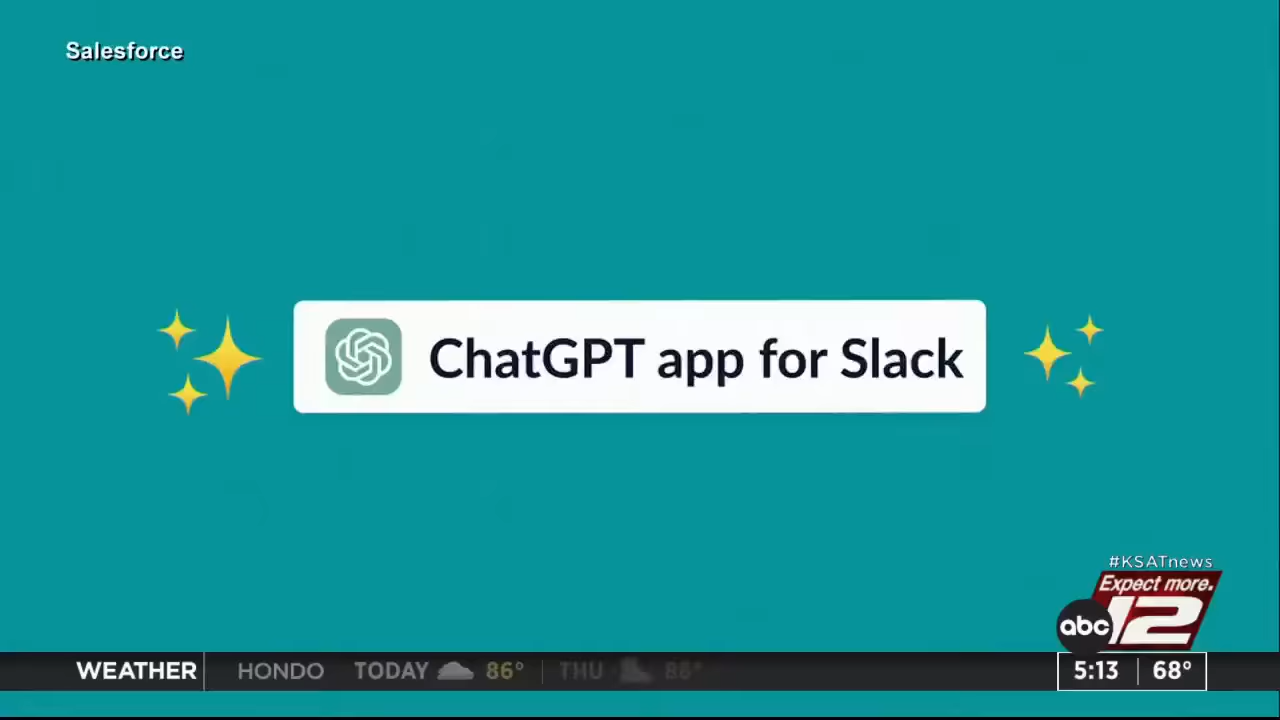 Salesforce
ChatGPT app for Slack
#KSATnews
Expect more.
abc 12
WEATHER HONDO TODAY 86° THU 5:13 68°